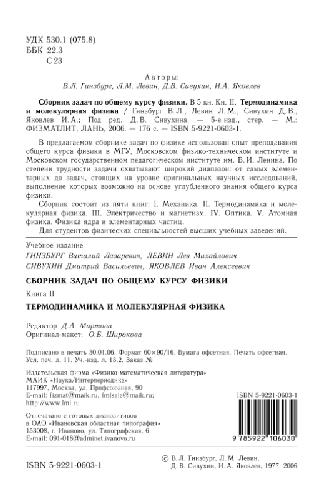 УДК 530.1 (075.8)
ББК 22.3
С 23
Авторы:
В.Л. Гинзбург, Л.М. Левин, Д.В. Сивухин, И.А. Яковлев
Сборник задач по общему курсу физики. В 5 кн. Кн. II. Термодинамика
и молекулярная физика / Гинзбург В.Л., Левин Л.М., Сивухин Д.В.,
Яковлев И.А.; Под ред. Д.В. Сивухина — 5-е изд., стер. — М.:
ФИЗМАТЛИТ, ЛАНЬ, 2006. — 176 с. — ISBN 5-9221-0603-1.
В предлагаемом сборнике задач по физике использован опыт преподавания
общего курса физики в МГУ, Московском физико-техническом институте и
Московском государственном педагогическом институте им. В.И. Ленина. По
степени трудности задачи охватывают широкий диапазон: от самых элемен-
тарных до задач, стоящих на уровне оригинальных научных исследований,
выполнение которых возможно на основе углубленного знания общего курса
физики.
Сборник состоит из пяти книг: I. Механика. II. Термодинамика и моле-
кулярная физика. III. Электричество и магнетизм. IV. Оптика. V. Атомная
физика. Физика ядра и элементарных частиц.
Для студентов физических специальностей высших учебных заведений.
Учебное издание
ГИНЗБУРГ Виталий Лазаревич, ЛЕВИН Лев Михайлович
СИВУХИН Дмитрий Васильевич, ЯКОВЛЕВ Иван Алексеевич
СБОРНИК ЗАДАЧ ПО ОБЩЕМУ КУРСУ ФИЗИКИ
Книга II
ТЕРМОДИНАМИКА И МОЛЕКУЛЯРНАЯ ФИЗИКА
Редактор Д.А. Миртова
Оригинал-макет: О.Б. Широкова
Подписано в печать 30.01.06. Формат 60×90/16. Бумага офсетная. Печать офсетная.
Усл. печ. л. 11. Уч.-изд. л. 13,2. Заказ №
Издательская фирма «Физико-математическая литература»
МАИК «Наука/Интерпериодика»
117997, Москва, ул. Профсоюзная, 90
E-mail: fizmat@maik.ru, fmlsale@maik.ru;
http://www.fml.ru
Отпечатано с готовых диапозитивов
в ОАО «Ивановская областная типография»
153008, г. Иваново, ул. Типографская, 6
E-mail: 091-018@adminet.ivanovo.ru
ISBN 5-9221-0603-1
9 785922 106030
ISBN 5-9221-0603-1
© В. Л. Гинзбург, Л. М. Левин,
Д. В. Сивухин, И. А. Яковлев, 1977, 2006